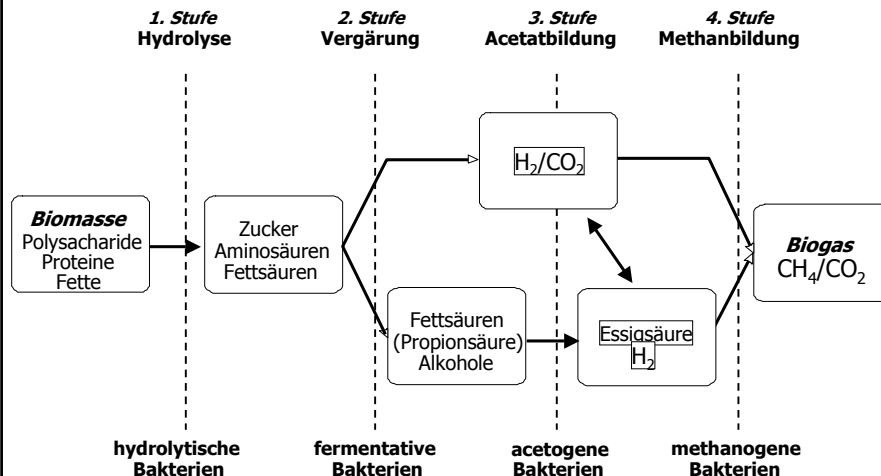 1. Stufe
Hydrolyse
2. Stufe
Vergärung
3. Stufe
Acetatbildung
4. Stufe
Methanbildung
Biomasse
Polysacharide
Proteine
Fette
Zucker
Aminosäuren
Fettsäuren
H₂/CO₂
Fettsäuren
(Propionsäure)
Alkohole
Essigsäure
H₂
Biogas
CH₄/CO₂
hydrolytische
Bakterien
fermentative
Bakterien
acetogene
Bakterien
methanogene
Bakterien